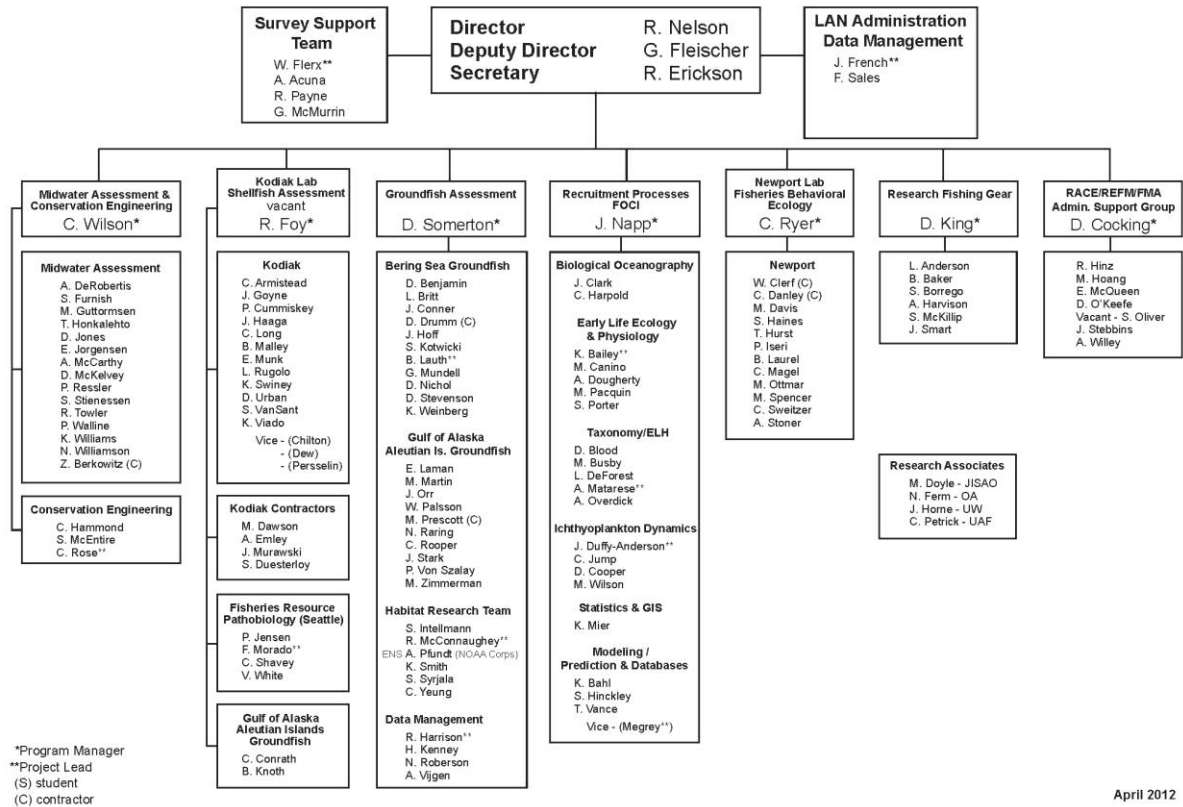 Survey Support
Team
W. Flerx**
A. Acuna
R. Payne
G. McMurrin
Director R. Nelson
Deputy Director G. Fleischer
Secretary R. Erickson
LAN Administration
Data Management
J. French**
F. Sales
Midwater Assessment &
Conservation Engineering
C. Wilson*
Midwater Assessment
A. DeRobertis
S. Furnish
M. Guttormsen
T. Honkalehto
D. Jones
E. Jorgensen
A. McCarthy
D. McKelvey
P. Ressler
S. Stienessen
R. Towler
P. Walline
K. Williams
N. Williamson
Z. Berkowitz (C)
Conservation Engineering
C. Hammond
S. McEntire
C. Rose**
Kodiak Lab
Shellfish Assessment
vacant
R. Foy*
Kodiak
C. Armistead
J. Goyne
P. Cummiskey
J. Haaga
C. Long
B. Malley
E. Munk
L. Rugolo
K. Swiney
D. Urban
S. VanSant
K. Viado
Vice - (Chilton)
- (Dew)
- (Persselin)
Kodiak Contractors
M. Dawson
A. Emley
J. Murawski
S. Duesterloy
Fisheries Resource
Pathobiology (Seattle)
P. Jensen
F. Morado**
C. Shavey
V. White
Gulf of Alaska
Aleutian Islands
Groundfish
C. Conrath
B. Knoth
Groundfish Assessment
D. Somerton*
Bering Sea Groundfish
D. Benjamin
L. Britt
J. Conner
D. Drumm (C)
J. Hoff
S. Kotwicki
B. Lauth**
G. Mundell
D. Nichol
D. Stevenson
K. Weinberg
Gulf of Alaska
Aleutian Is. Groundfish
E. Laman
M. Martin
J. Orr
W. Palsson
M. Prescott (C)
N. Raring
C. Rooper
J. Stark
P. Von Szalay
M. Zimmerman
Habitat Research Team
S. Intellmann
R. McConnaughey**
ENS A. Pfundt (NOAA Corps)
K. Smith
S. Syrjala
C. Yeung
Data Management
R. Harrison**
H. Kenney
N. Roberson
A. Vijgen
Recruitment Processes
FOCI
J. Napp*
Biological Oceanography
J. Clark
C. Harpold
Early Life Ecology
& Physiology
K. Bailey**
M. Canino
A. Dougherty
M. Pacquin
S. Porter
Taxonomy/ELH
D. Blood
M. Busby
L. DeForest
A. Matarese**
A. Overdick
Ichthyoplankton Dynamics
J. Duffy-Anderson**
C. Jump
D. Cooper
M. Wilson
Statistics & GIS
K. Mier
Modeling /
Prediction & Databases
K. Bahl
S. Hinckley
T. Vance
Vice - (Megrey**)
Newport Lab
Fisheries Behavioral
Ecology
C. Ryer*
Newport
W. Clerf (C)
C. Danley (C)
M. Davis
S. Haines
T. Hurst
P. Iseri
B. Laurel
C. Magel
M. Ottmar
M. Spencer
C. Sweitzer
A. Stoner
Research Fishing Gear
D. King*
L. Anderson
B. Baker
S. Borrego
A. Harvison
S. McKillip
J. Smart
Research Associates
M. Doyle - JISAO
N. Ferm - OA
J. Horne - UW
C. Petrick - UAF
RACE/REFM/FMA
Admin. Support Group
D. Cocking*
R. Hinz
M. Hoang
E. McQueen
D. O'Keefe
Vacant - S. Oliver
J. Stebbins
A. Willey
*Program Manager
**Project Lead
(S) student
(C) contractor
April 2012